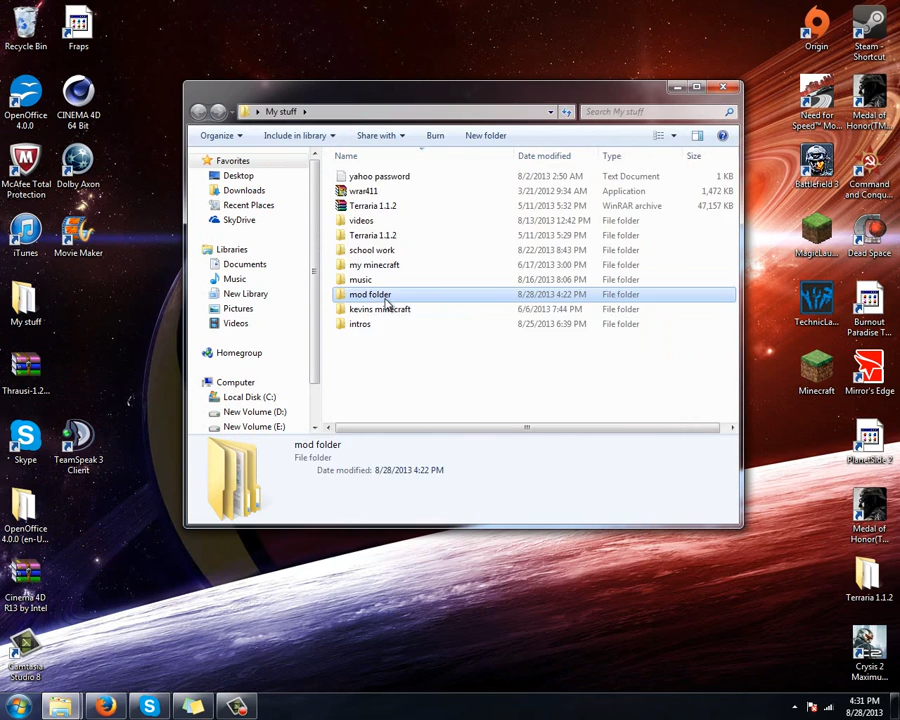 Recycle Bin
Fraps
OpenOffice
4.0.0
CINEMA 4D
64 Bit
McAfee Total
Protection
Dolby Axon
iTunes
Movie Maker
My stuff
Thrausi-1.2...
Skype
TeamSpeak 3
Client
OpenOffice
4.0.0 (en-U...
Cinema 4D
R13 by Intel
Camtasia
Studio 8
My stuff
Search My stuff
Organize
Include in library
Share with
Burn
New folder
Favorites
Desktop
Downloads
Recent Places
SkyDrive
Libraries
Documents
Music
New Library
Pictures
Videos
Homegroup
Computer
Local Disk (C:)
New Volume (D:)
New Volume (E:)
Name Date modified Type Size
yahoo password 8/2/2013 2:50 AM Text Document 1 KB
wrar411 3/21/2012 9:34 AM Application 1,472 KB
Terraria 1.1.2 5/11/2013 5:32 PM WinRAR archive 47,157 KB
videos 8/13/2013 12:42 PM File folder
Terraria 1.1.2 5/11/2013 5:29 PM File folder
school work 8/22/2013 8:43 PM File folder
my minecraft 6/17/2013 3:00 PM File folder
music 8/16/2013 8:06 PM File folder
mod folder 8/28/2013 4:22 PM File folder
kevins minecraft 6/6/2013 7:44 PM File folder
intros 8/25/2013 6:39 PM File folder
mod folder
File folder
Date modified: 8/28/2013 4:22 PM
Origin
Steam -
Shortcut
Need for
Speed™ Mo...
Medal of
Honor(TM...
Battlefield 3
Command
and Conqu...
MagicLau...
Dead Space
TechnicLa...
Burnout
Paradise T...
Minecraft
Mirror's Edge
PlanetSide 2
Medal of
Honor(T...
Terraria 1.1.2
Crysis 2
Maximu...
4:31 PM
8/28/2013